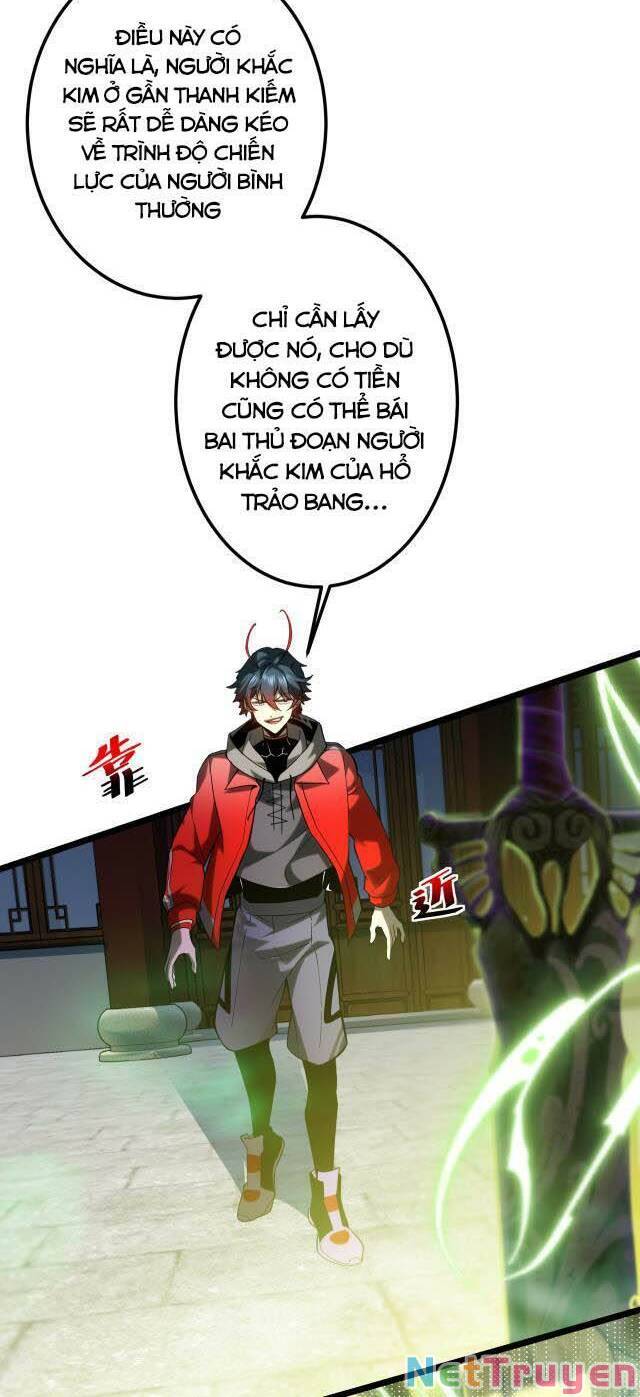 ĐIỀU NÀY CÓ
NGHĨA LÀ, NGƯỜI KHẮC
KIM Ở GẦN THANH KIẾM
SẼ RẤT DỄ DÀNG KÉO
VỀ TRÌNH ĐỘ CHIẾN
LỰC CỦA NGƯỜI BÌNH
THƯỜNG
CHỈ CẦN LẤY
ĐƯỢC NÓ, CHO DÙ
KHÔNG CÓ TIỀN
CŨNG CÓ THỂ BÁI
BAI THỦ ĐOẠN NGƯỜI
KHẮC KIM CỦA HỔ
TRẢO BANG...
靠
近
NetTruyen